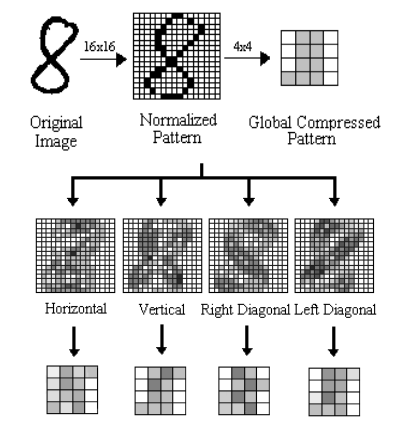 16x16
4x4
Original
Image
Normalized
Pattern
Global Compressed
Pattern
Horizontal
Vertical
Right Diagonal
Left Diagonal